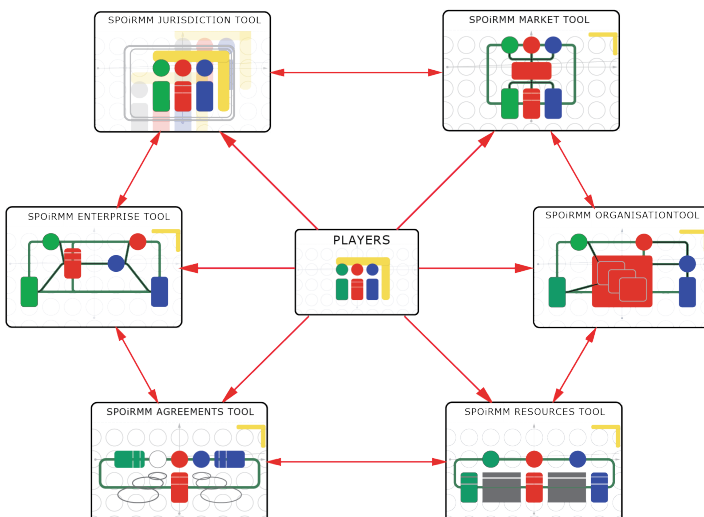 SPOiRMM JURISDICTION TOOL
SPOiRMM MARKET TOOL
SPOiRMM ENTERPRISE TOOL
PLAYERS
SPOiRMM ORGANISATIONTOOL
SPOiRMM AGREEMENTS TOOL
SPOiRMM RESOURCES TOOL